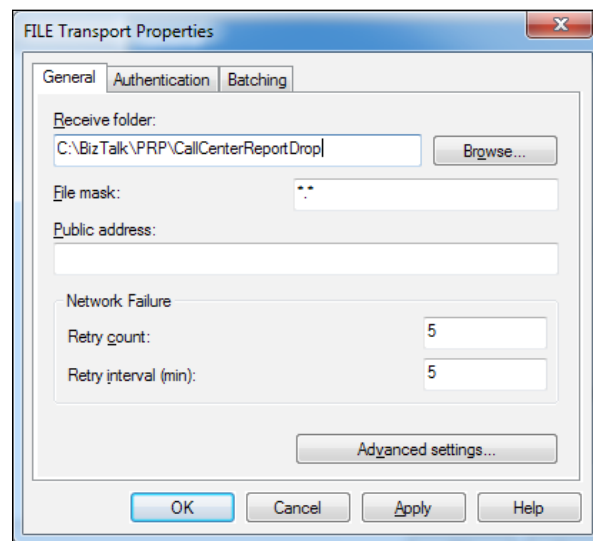 FILE Transport Properties
General Authentication Batching
Receive folder:
C:\BizTalk\PRP\CallCenterReportDrop Browse...
File mask: *.*
Public address:
Network Failure
Retry count: 5
Retry interval (min): 5
Advanced settings...
OK Cancel Apply Help